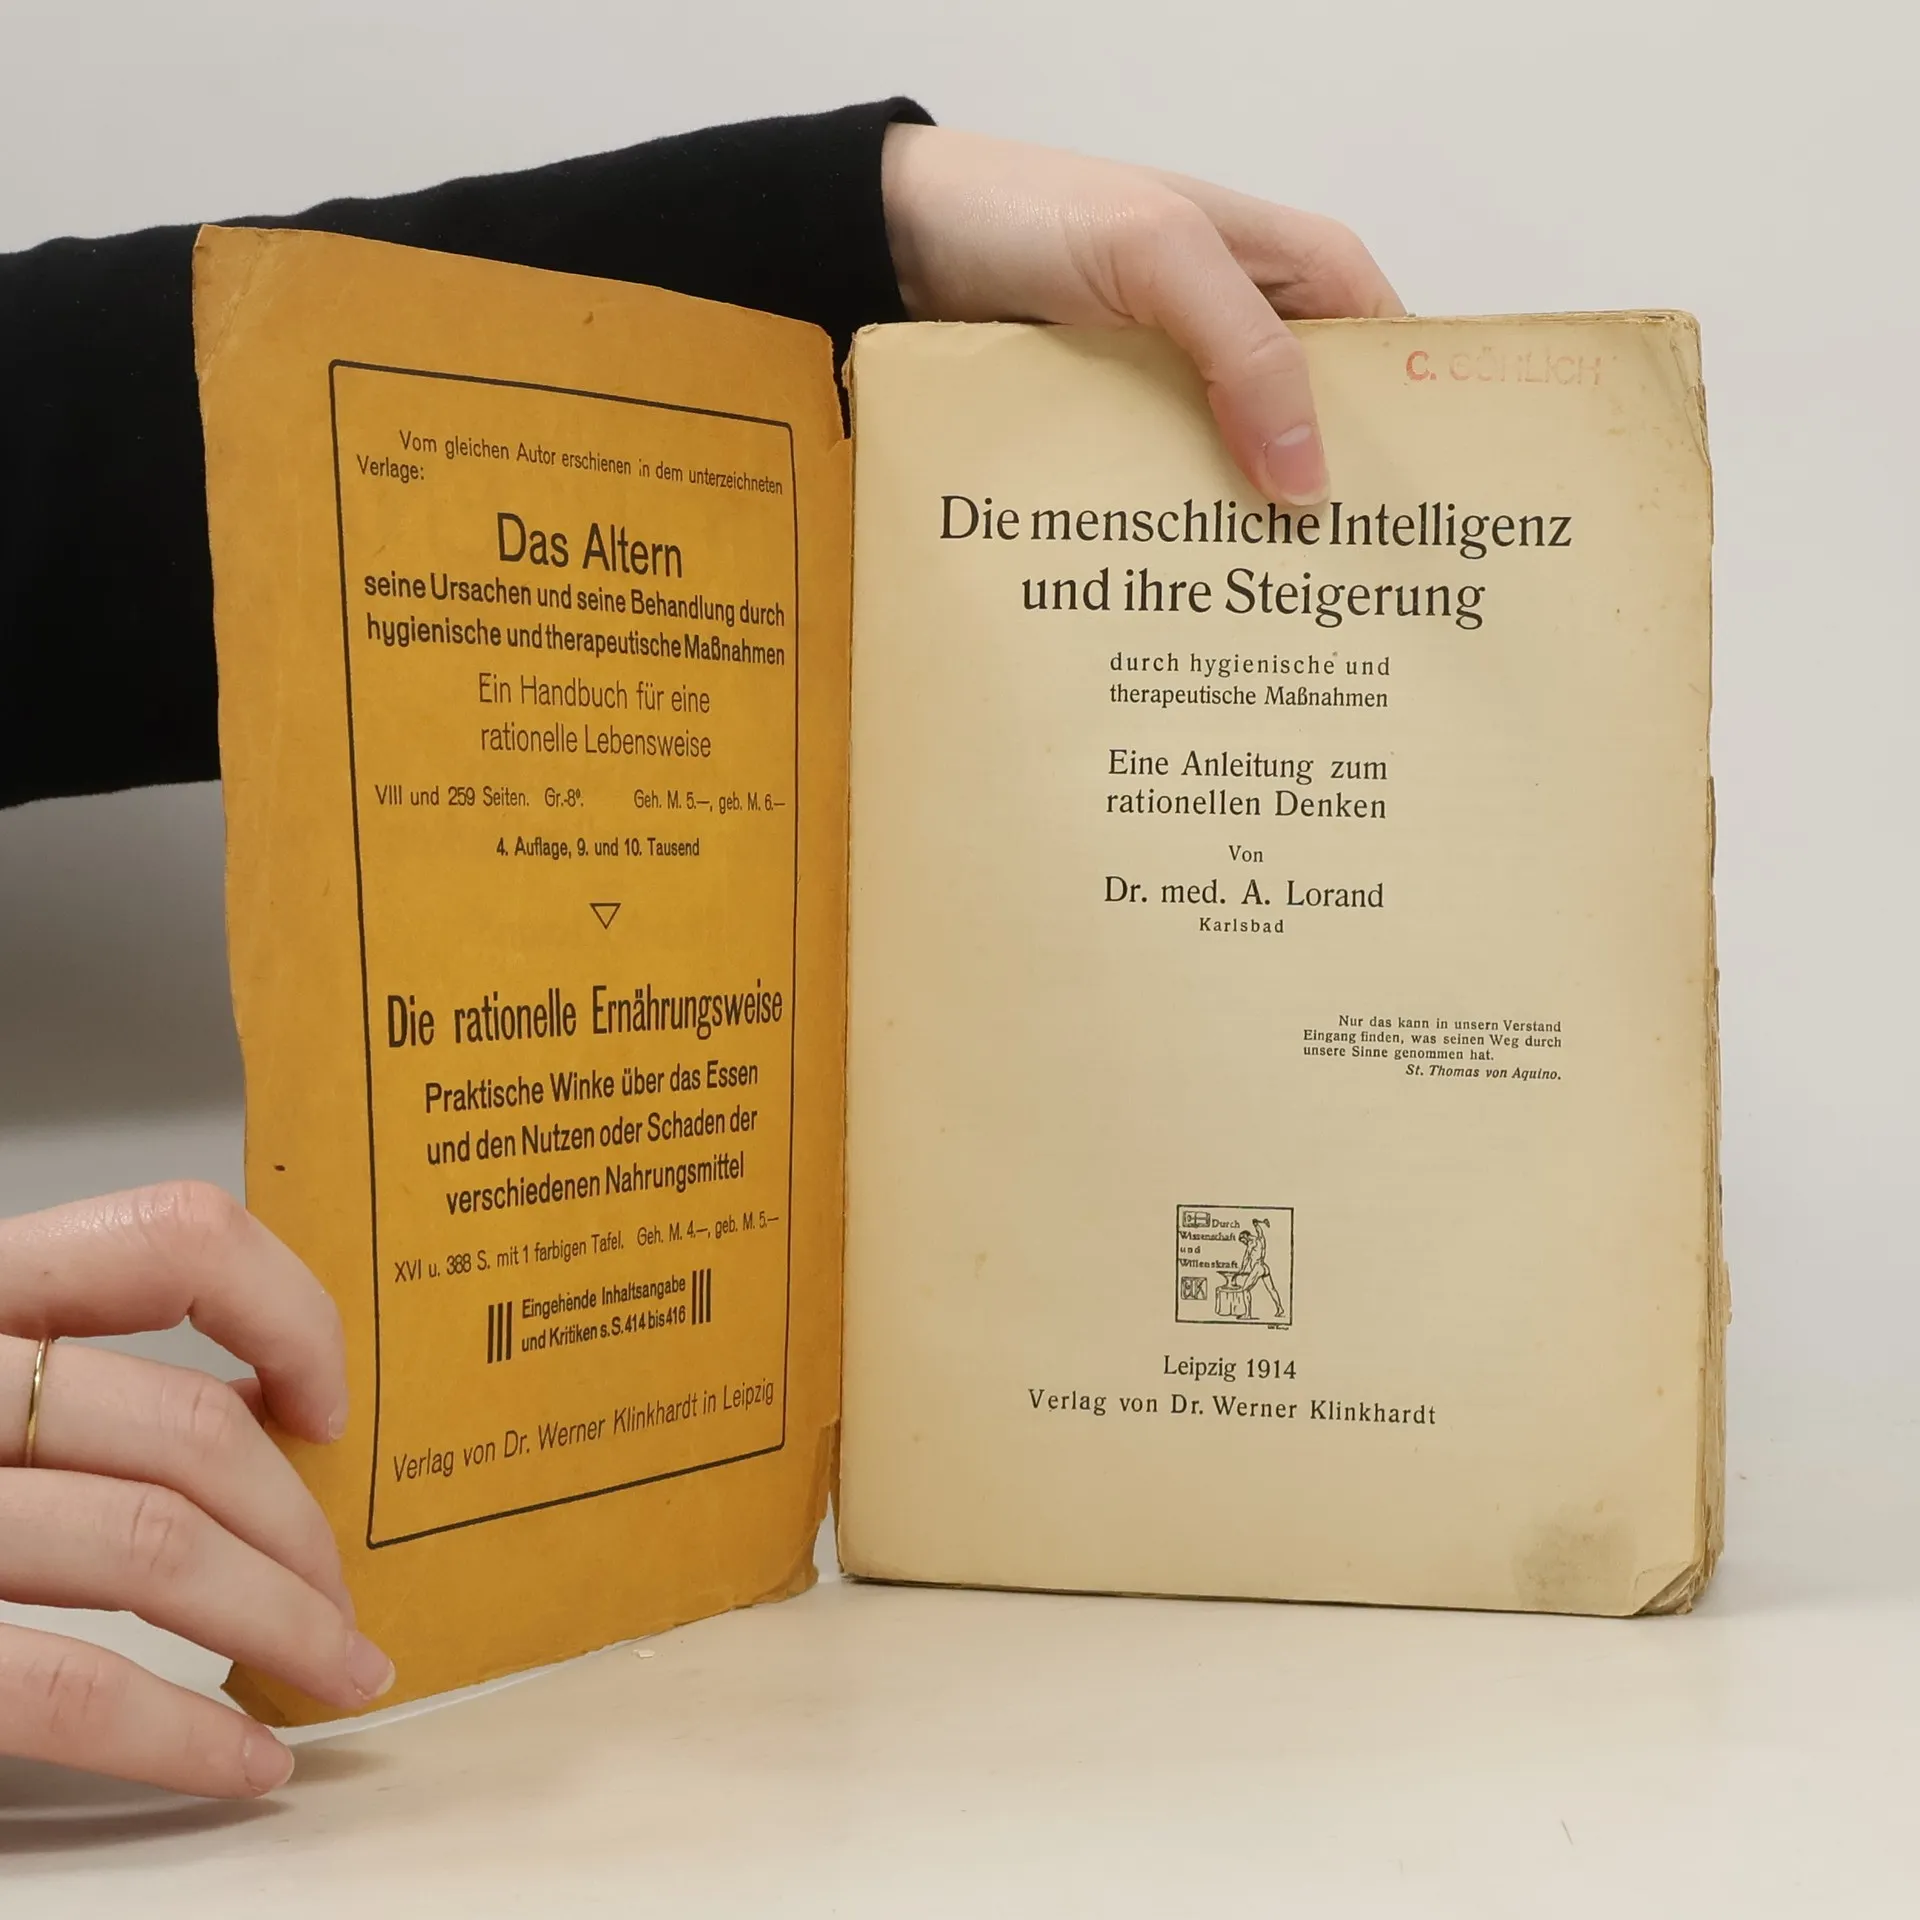 Vom gleichen Autor erschienen in dem unterzeichneten
Verlage:
Das Altern
seine Ursachen und seine Behandlung durch
hygienische und therapeutische Maßnahmen
Ein Handbuch für eine
rationelle Lebensweise
VIII und 259 Seiten. Gr.-8°. Geh. M. 5.—, geb. M. 6.—
4. Auflage, 9. und 10. Tausend
Die rationelle Ernährungsweise
Praktische Winke über das Essen
und den Nutzen oder Schaden der
verschiedenen Nahrungsmittel
XVI u. 388 S. mit 1 farbigen Tafel. Geh. M. 4.—, geb. M. 5.—
Eingehende Inhaltsangabe
und Kritiken s. S. 414 bis 416
Verlag von Dr. Werner Klinkhardt in Leipzig
C. GÖHLICH
Die menschliche Intelligenz
und ihre Steigerung
durch hygienische und
therapeutische Maßnahmen
Eine Anleitung zum
rationellen Denken
Von
Dr. med. A. Lorand
Karlsbad
Nur das kann in unsern Verstand
Eingang finden, was seinen Weg durch
unsere Sinne genommen hat.
St. Thomas von Aquino.
Durch
Wissenschaft
und
Willenskraft
Leipzig 1914
Verlag von Dr. Werner Klinkhardt